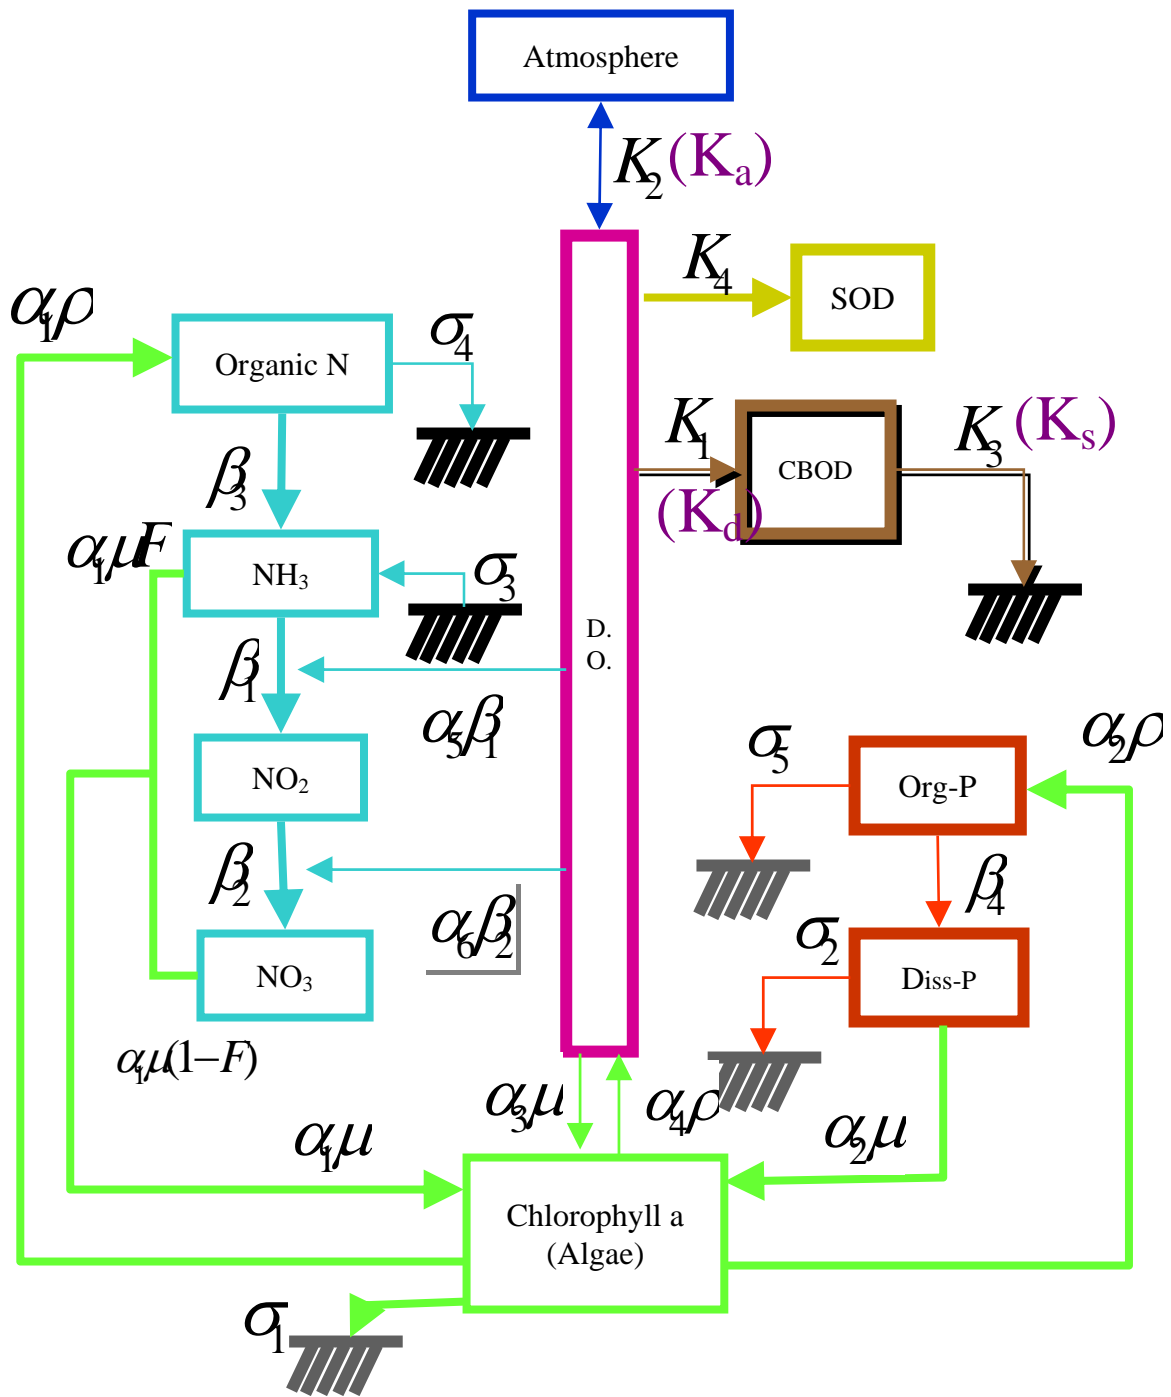 Atmosphere
K₂(Kₐ)
K₄
SOD
α₁ρ
Organic N
σ₄
K₁
(K_d)
CBOD
K₃(Kₛ)
β₃
α₁μF
NH₃
σ₃
D.
O.
β₁
α₅β₁
NO₂
σ₅
Org-P
α₂ρ
β₂
α₆β₂
β₄
NO₃
σ₂
Diss-P
α₁μ(1−F)
α₃μ
α₄ρ
α₁μ
α₂μ
Chlorophyll a
(Algae)
σ₁